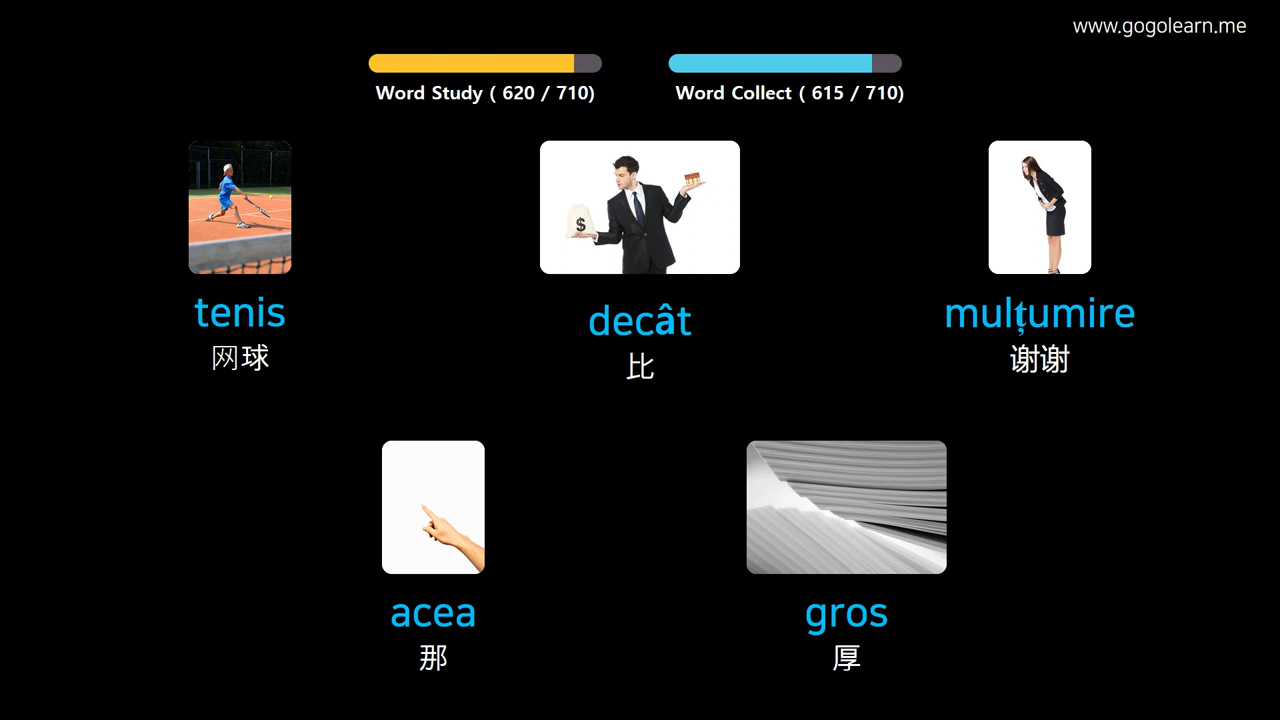 www.gogolearn.me
Word Study ( 620 / 710)
Word Collect ( 615 / 710)
$
tenis
网球
decât
比
mulțumire
谢谢
acea
那
gros
厚